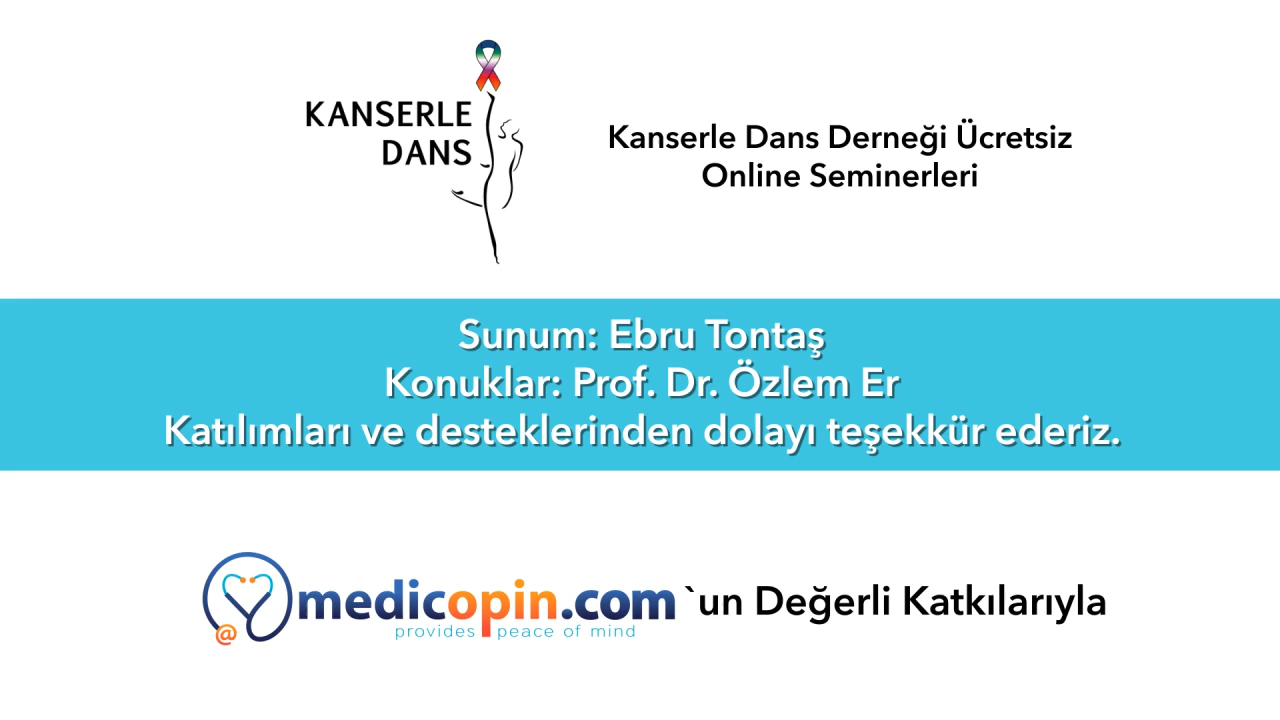 KANSERLE
DANS
Kanserle Dans Derneği Ücretsiz
Online Seminerleri
Sunum: Ebru Tontaş
Konuklar: Prof. Dr. Özlem Er
Katılımları ve desteklerinden dolayı teşekkür ederiz.
@medicopin.com `un Değerli Katkılarıyla
provides peace of mind